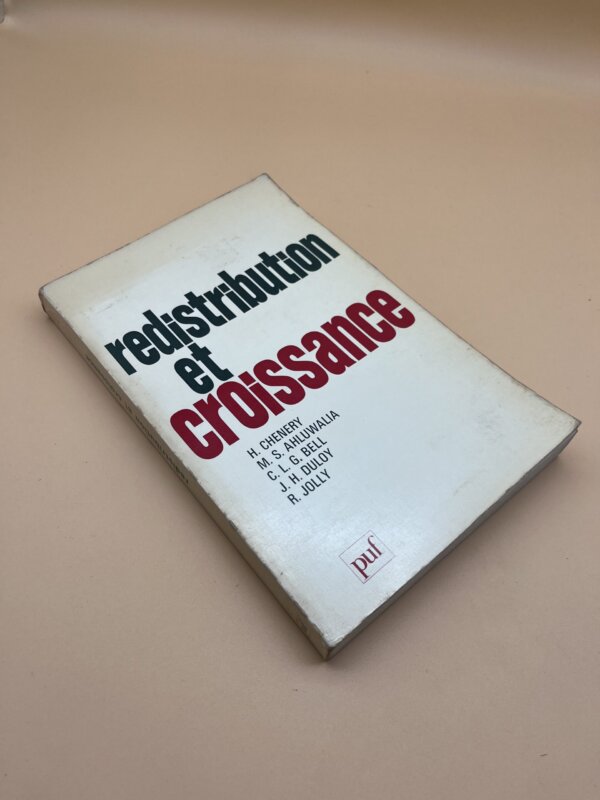 redistribution
et
croissance
H. CHENERY
M. S. AHLUWALIA
C. L. G. BELL
J. H. DULOY
R. JOLLY
puf